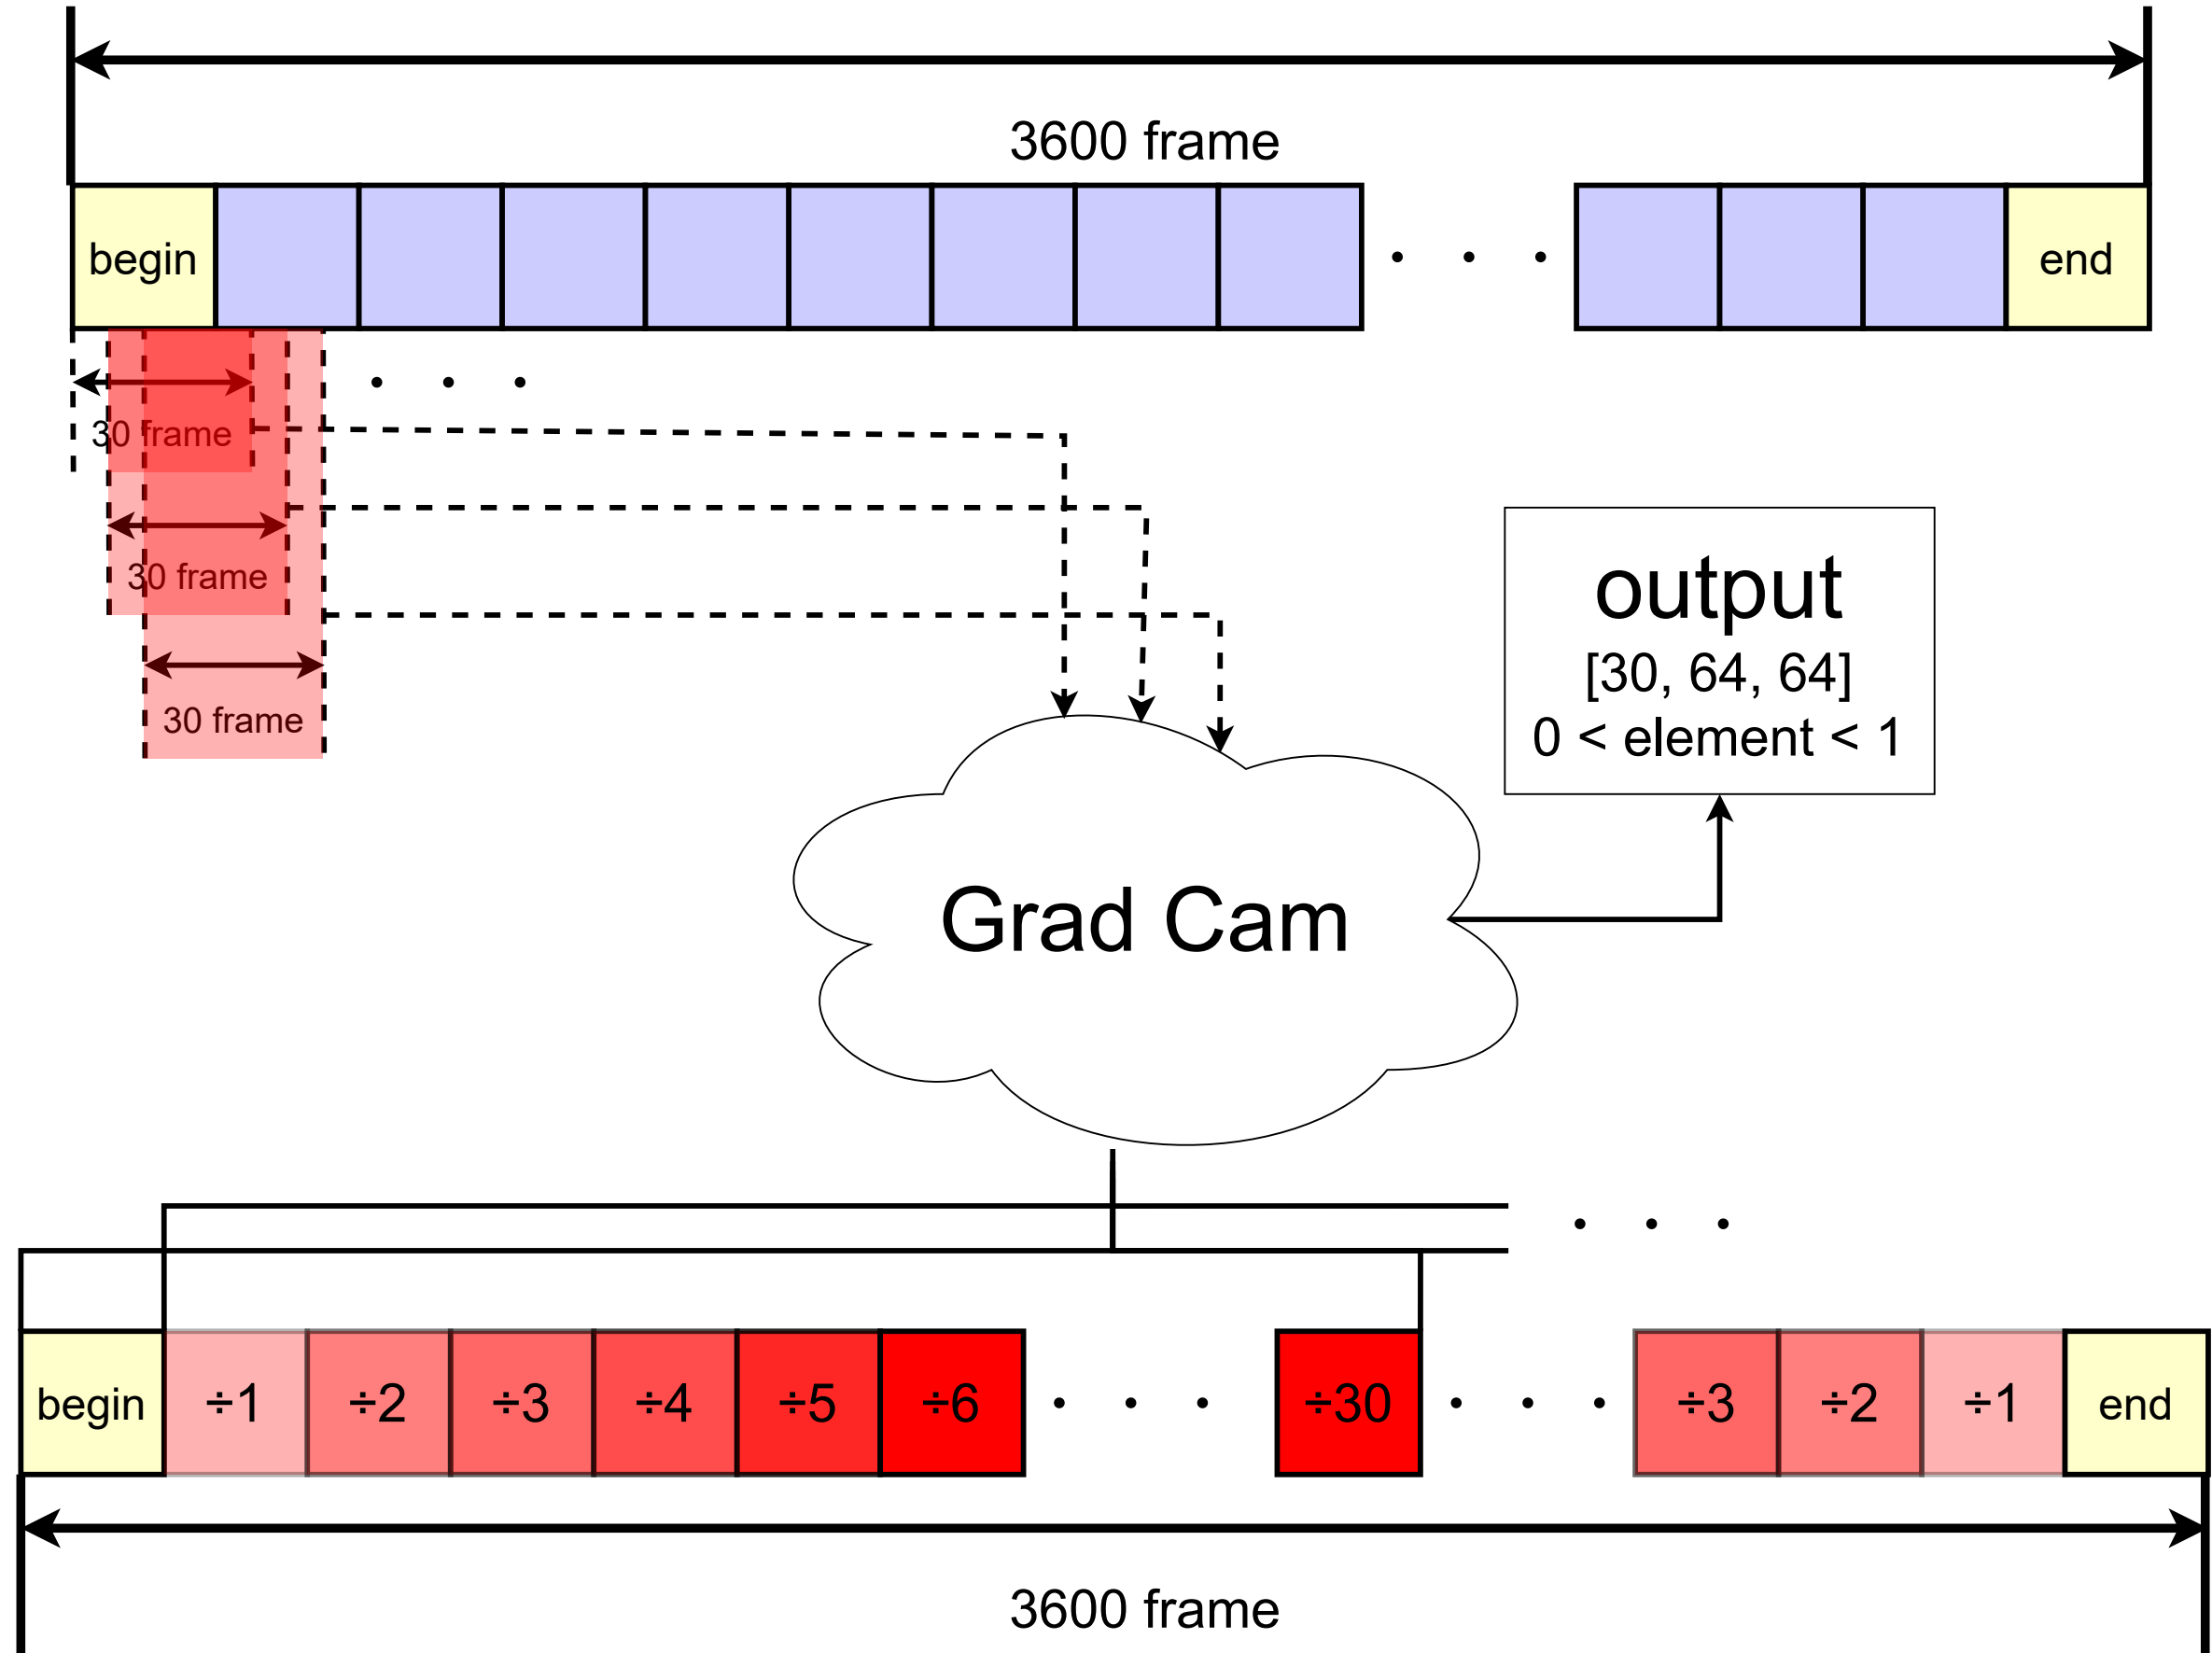 3600 frame
begin
end
30 frame
30 frame
30 frame
output
[30, 64, 64]
0 < element < 1
Grad Cam
begin ÷1 ÷2 ÷3 ÷4 ÷5 ÷6 ÷30 ÷3 ÷2 ÷1 end
3600 frame